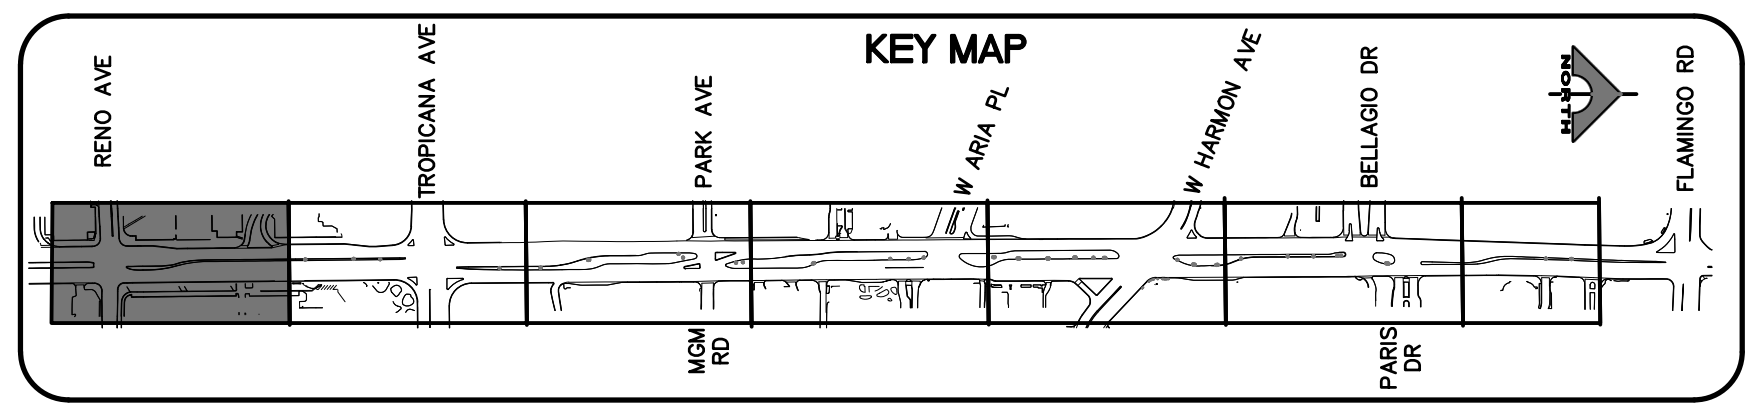 KEY MAP
RENO AVE
TROPICANA AVE
PARK AVE
W ARIA PL
W HARMON AVE
BELLAGIO DR
NORTH
FLAMINGO RD
MGM
RD
PARIS
DR